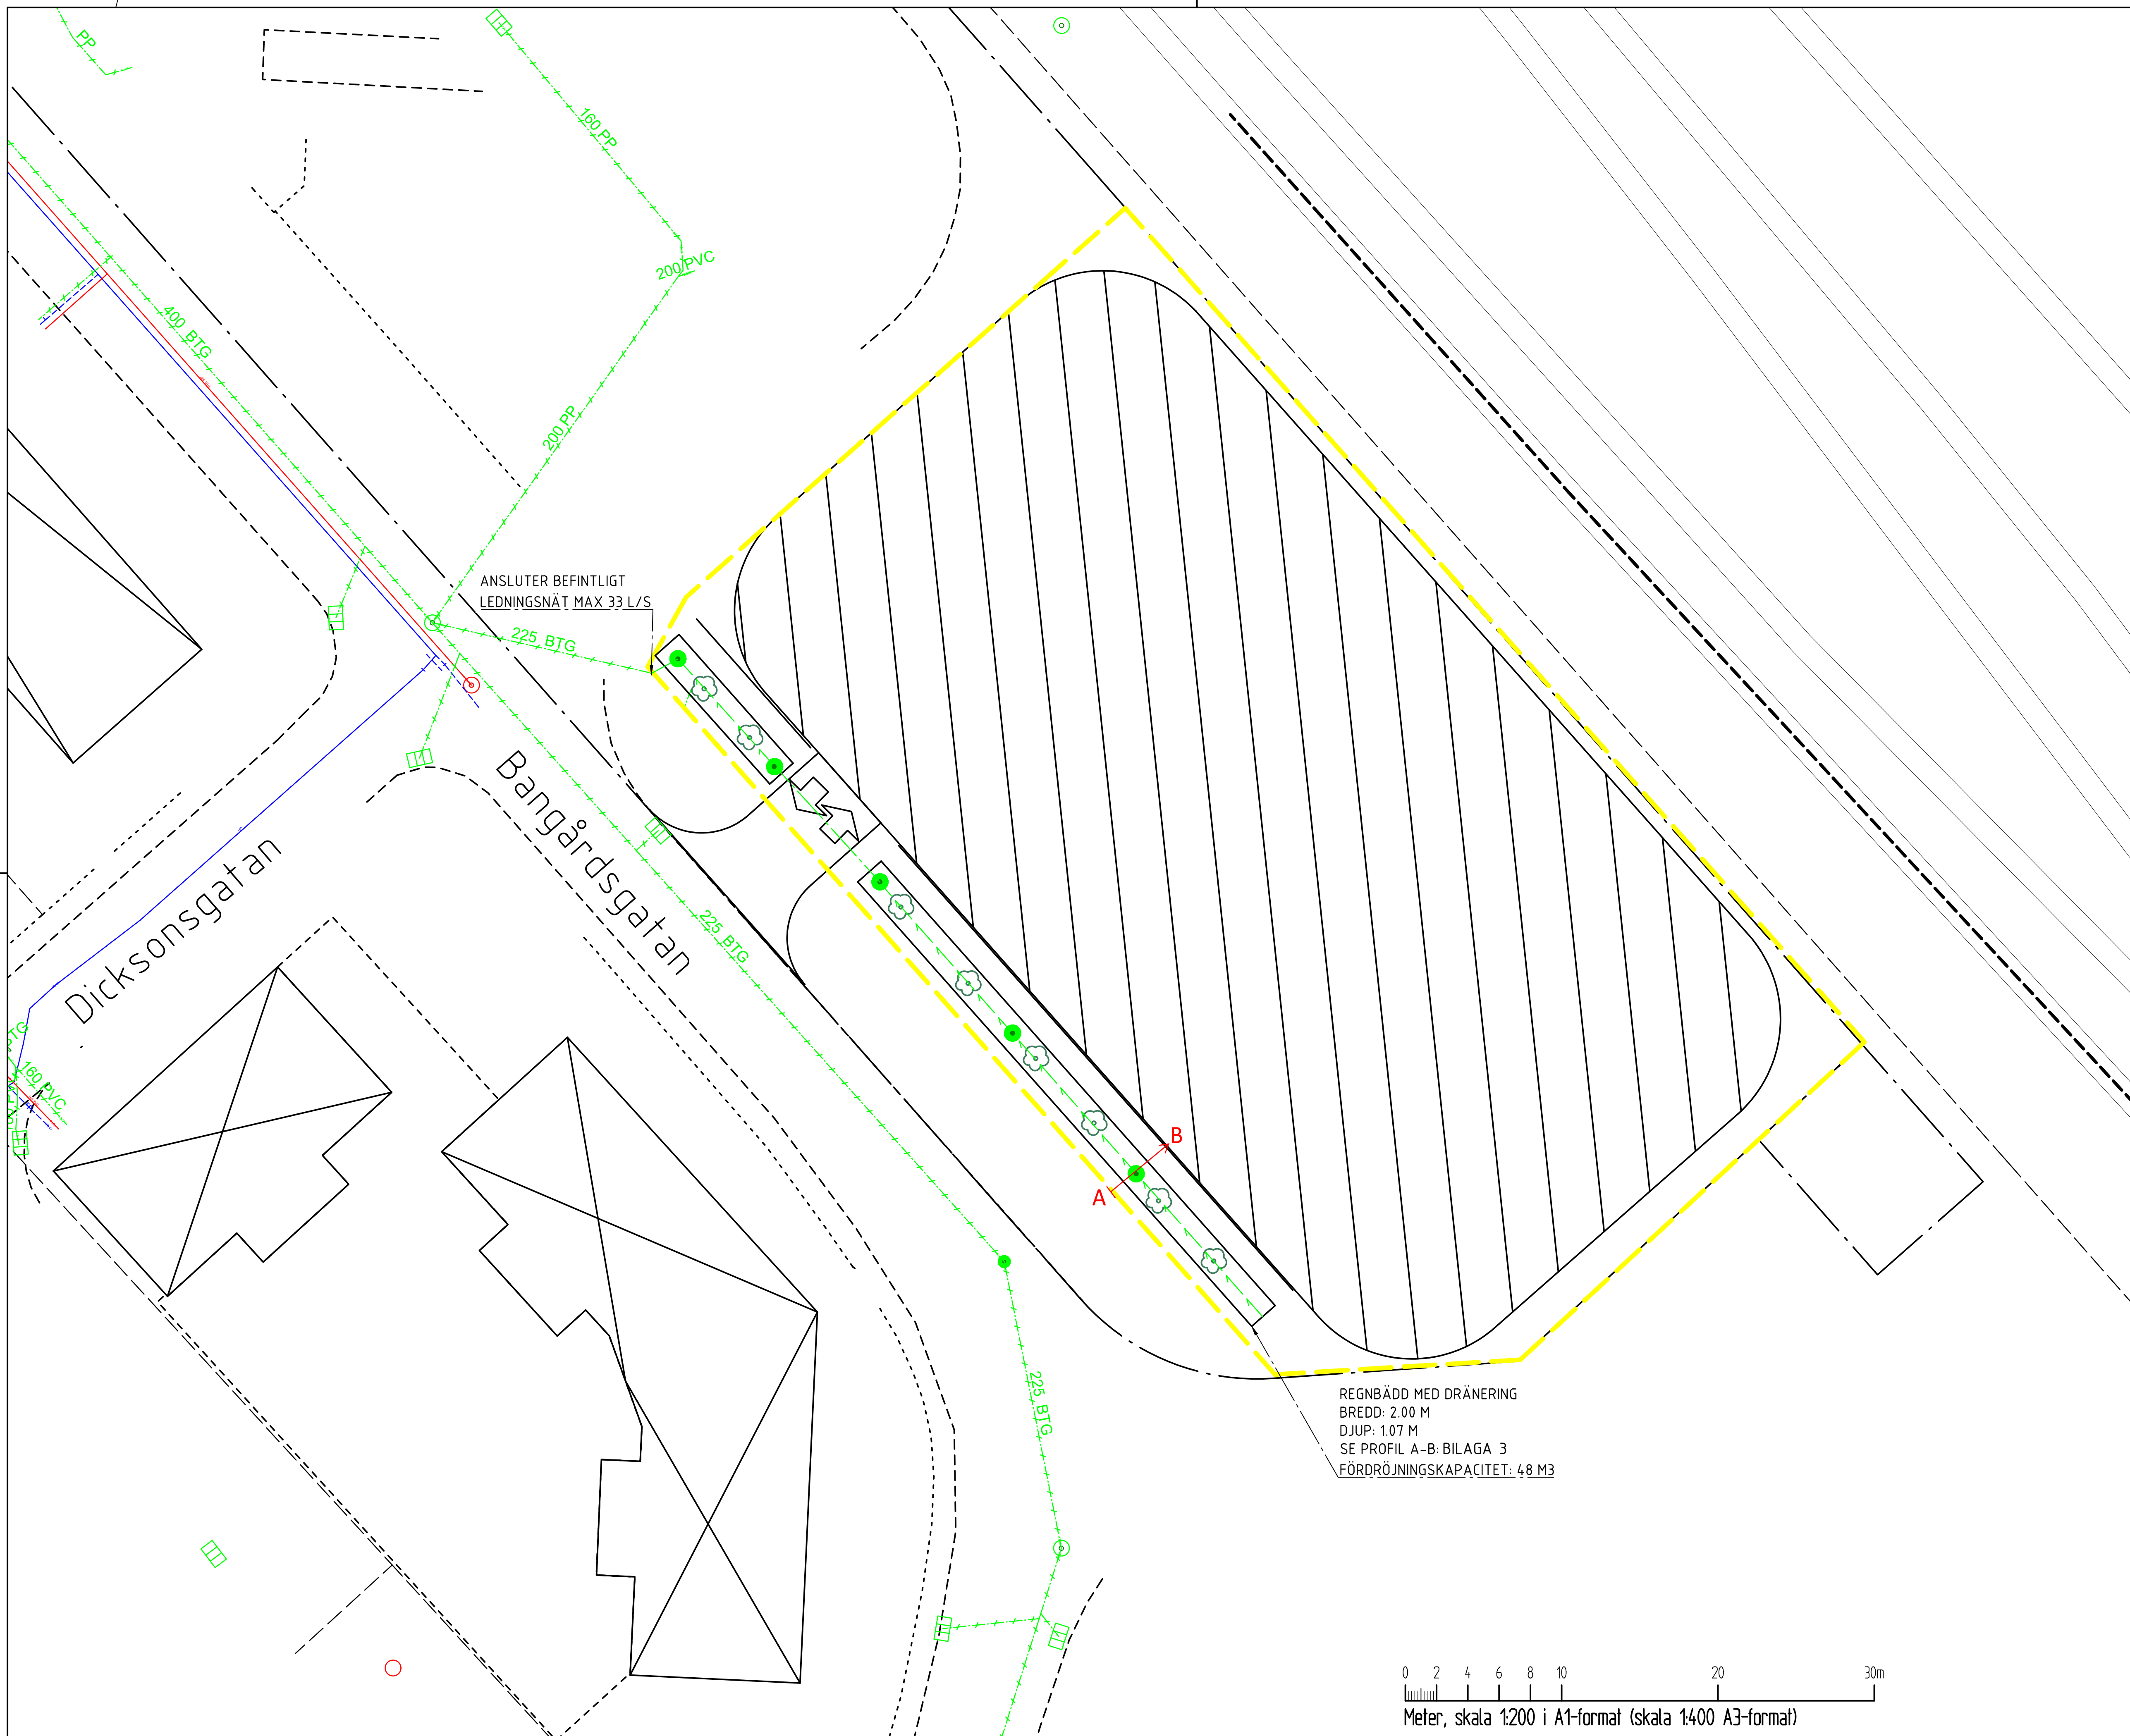 PP
160 PP
200 PVC
400 BTG
200 PP
ANSLUTER BEFINTLIGT
LEDNINGSNÄT MAX 33 L/S
225 BTG
Bangårdsgatan
Dicksonsgatan
225 BTG
BTG
160 PVC
B
A
225 BTG
REGNBÄDD MED DRÄNERING
BREDD: 2.00 M
DJUP: 1.07 M
SE PROFIL A-B: BILAGA 3
FÖRDRÖJNINGSKAPACITET: 48 M3
0 2 4 6 8 10 20 30m
Meter, skala 1:200 i A1-format (skala 1:400 A3-format)